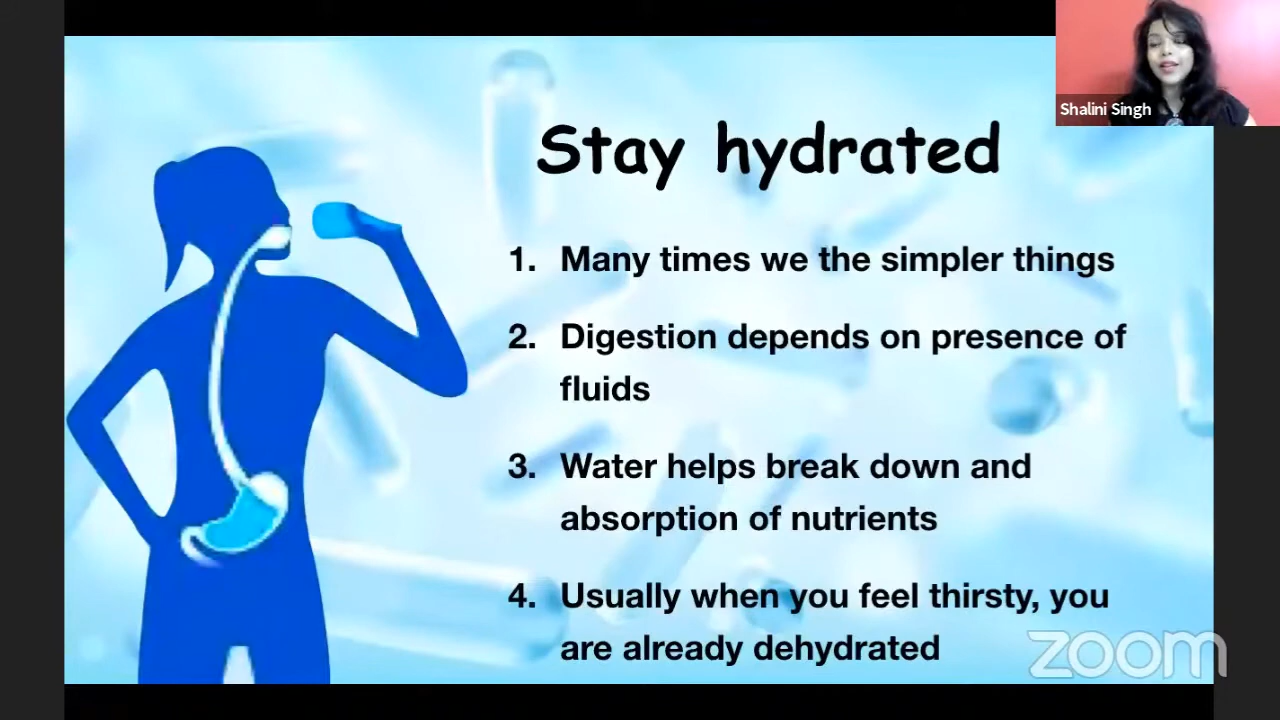 Shalini Singh
Stay hydrated
1. Many times we the simpler things
2. Digestion depends on presence of
fluids
3. Water helps break down and
absorption of nutrients
4. Usually when you feel thirsty, you
are already dehydrated
zoom